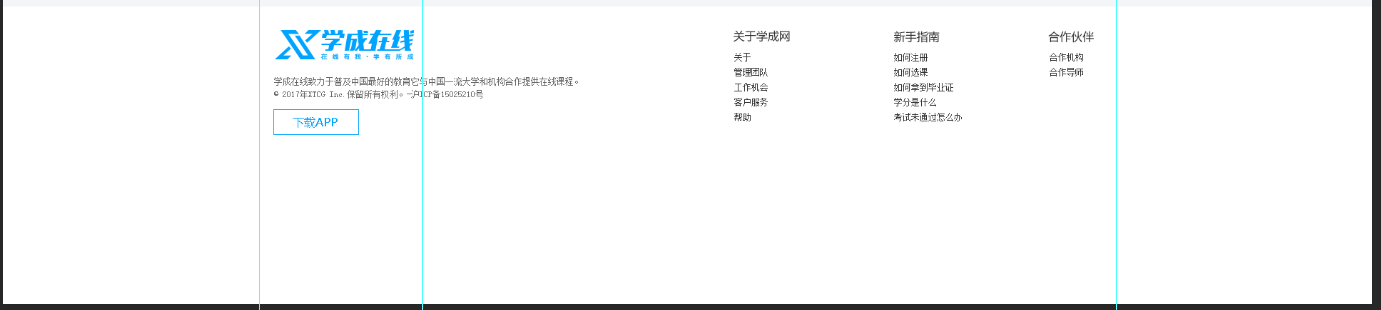 学成在线
在线有我·学有所成
学成在线致力于普及中国最好的教育它与中国一流大学和机构合作提供在线课程。
© 2017年XTCG Inc.保留所有权利。-沪ICP备15025210号
下载APP
关于学成网
关于
管理团队
工作机会
客户服务
帮助
新手指南
如何注册
如何选课
如何拿到毕业证
学分是什么
考试未通过怎么办
合作伙伴
合作机构
合作导师